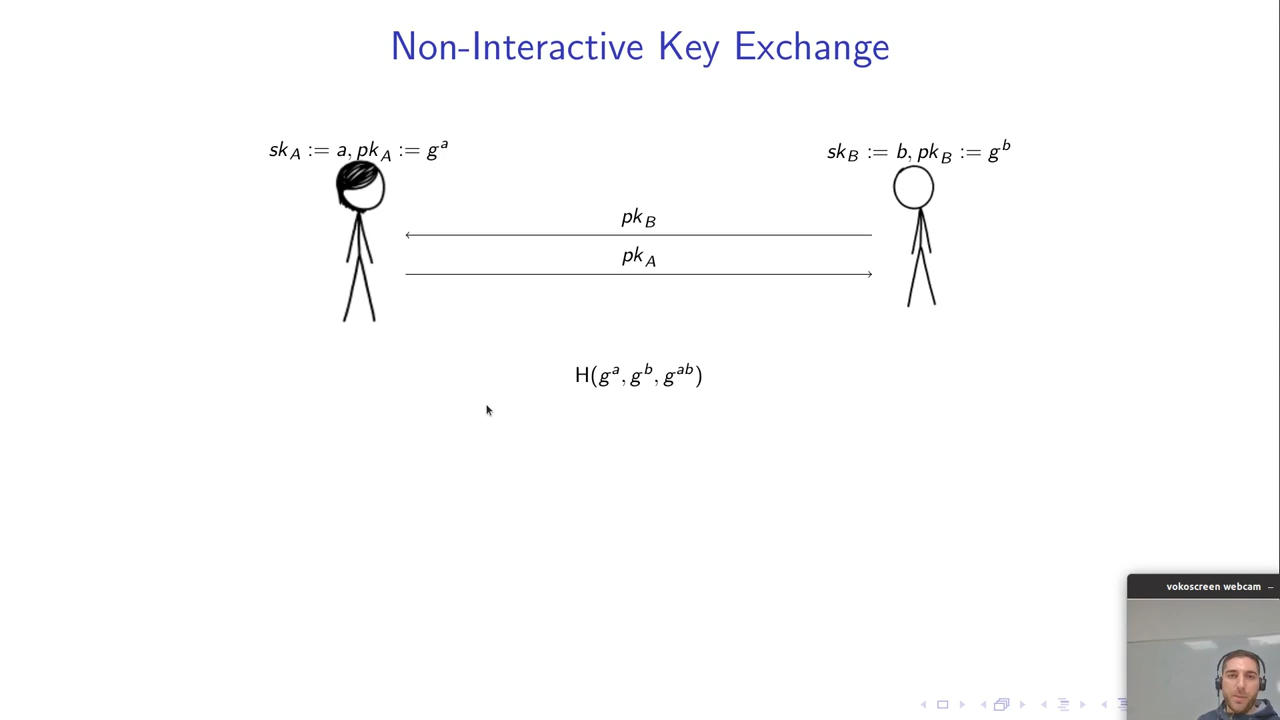 Non-Interactive Key Exchange
sk_A := a, pk_A := g^a
sk_B := b, pk_B := g^b
pk_B
pk_A
H(g^a, g^b, g^{ab})
vokoscreen webcam –